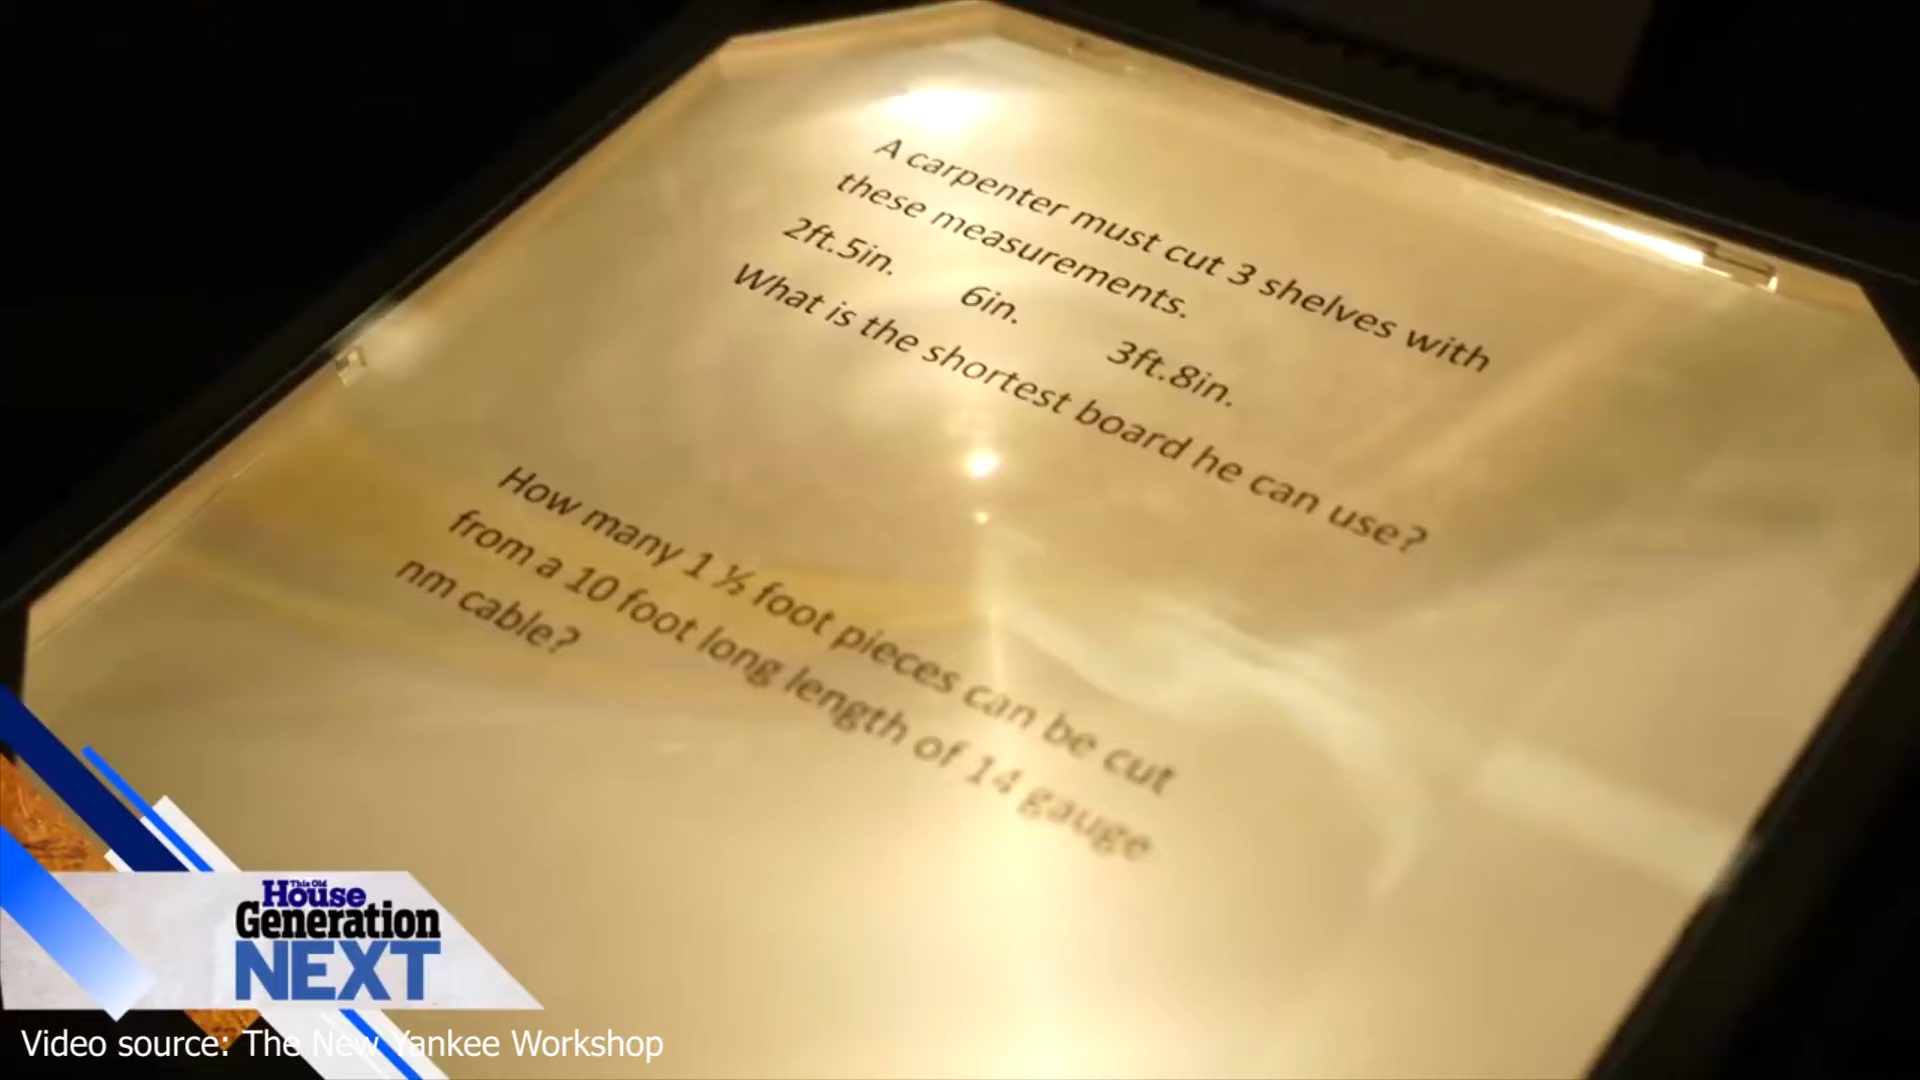 A carpenter must cut 3 shelves with
these measurements.
2ft.5in. 6in. 3ft.8in.
What is the shortest board he can use?
How many 1 ⅓ foot pieces can be cut
from a 10 foot long length of 14 gauge
nm cable?
This Old
House
Generation
NEXT
Video source: The New Yankee Workshop